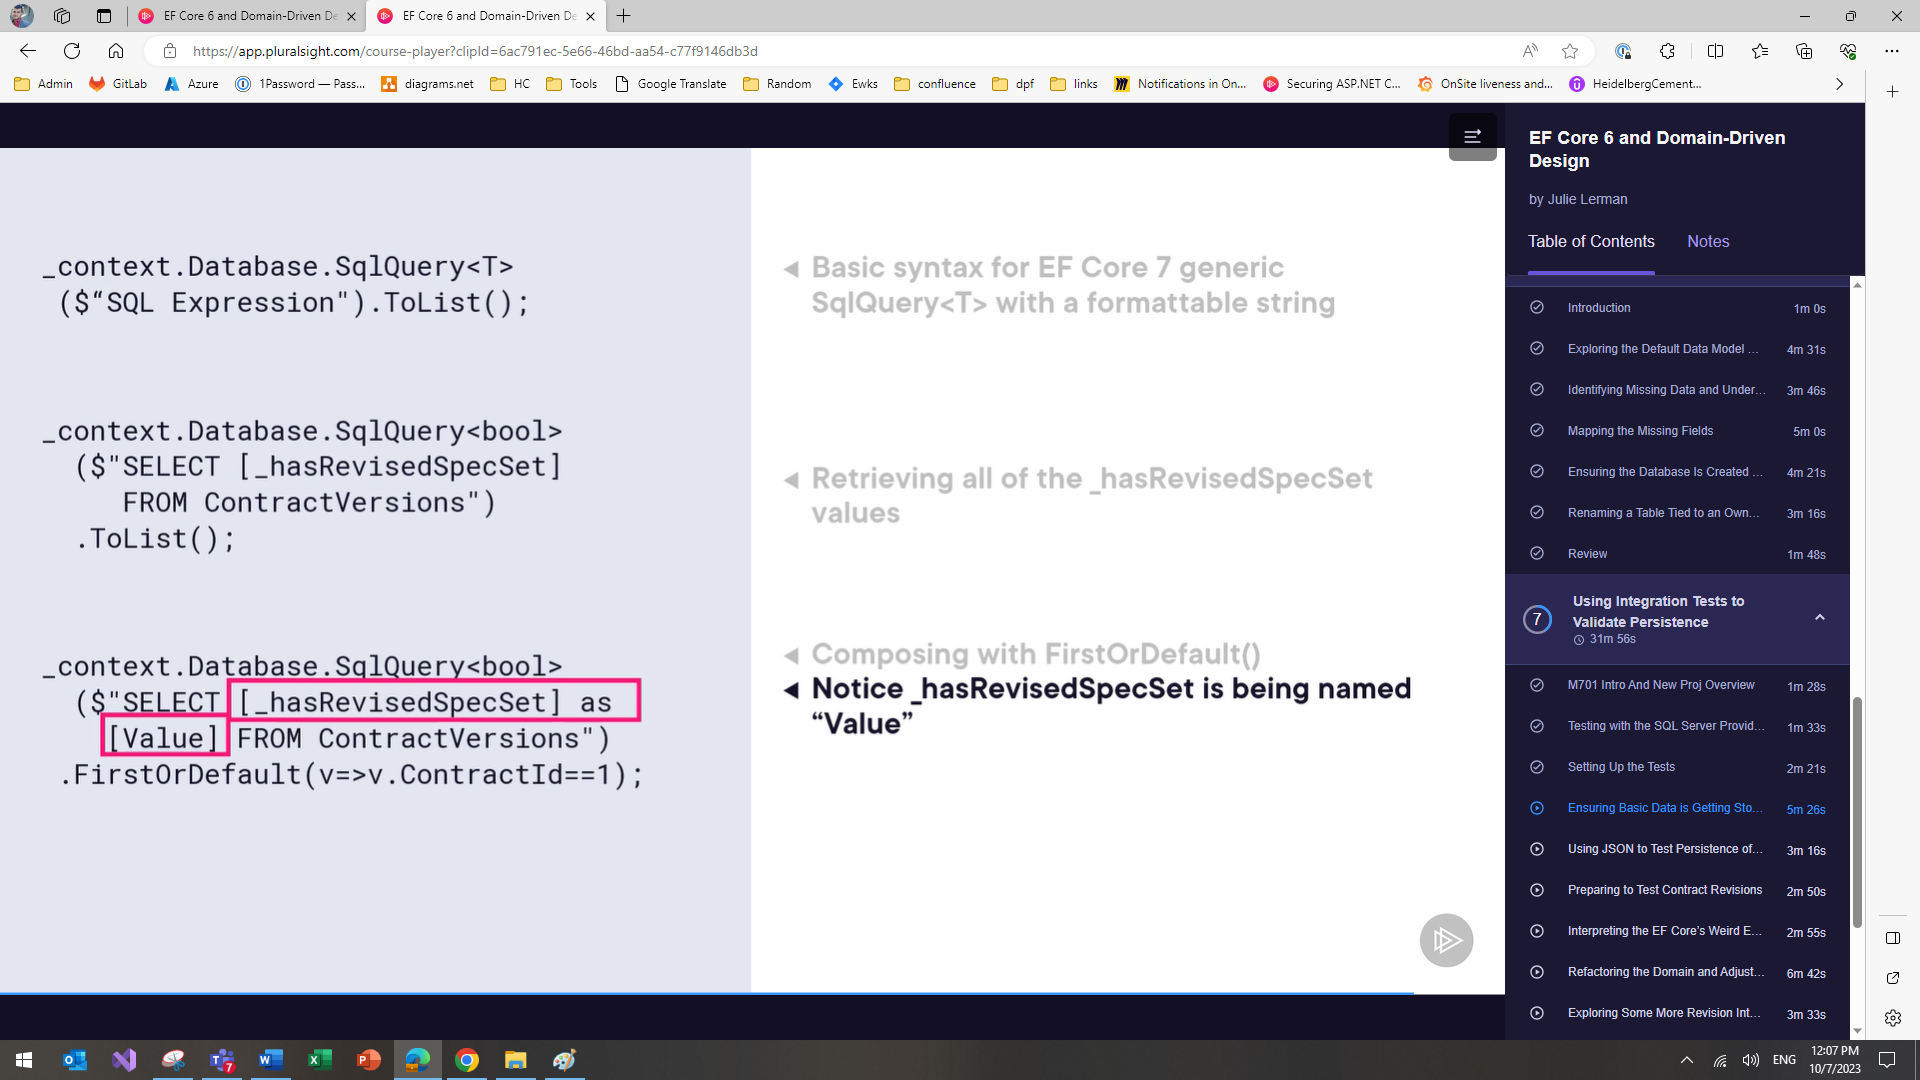 EF Core 6 and Domain-Driven De
EF Core 6 and Domain-Driven De
https://app.pluralsight.com/course-player?clipId=6ac791ec-5e66-46bd-aa54-c77f9146db3d
Admin
GitLab
Azure
1Password — Pass...
diagrams.net
HC
Tools
Google Translate
Random
Ewks
confluence
dpf
links
Notifications in On...
Securing ASP.NET C...
OnSite liveness and...
HeidelbergCement...
_context.Database.SqlQuery<T>
($“SQL Expression").ToList();
_context.Database.SqlQuery<bool>
($"SELECT [_hasRevisedSpecSet]
FROM ContractVersions")
.ToList();
_context.Database.SqlQuery<bool>
($"SELECT [_hasRevisedSpecSet] as
[Value] FROM ContractVersions")
.FirstOrDefault(v=>v.ContractId==1);
Basic syntax for EF Core 7 generic
SqlQuery<T> with a formattable string
Retrieving all of the _hasRevisedSpecSet
values
Composing with FirstOrDefault()
Notice _hasRevisedSpecSet is being named
“Value”
EF Core 6 and Domain-Driven
Design
by Julie Lerman
Table of Contents
Notes
Introduction 1m 0s
Exploring the Default Data Model ... 4m 31s
Identifying Missing Data and Under... 3m 46s
Mapping the Missing Fields 5m 0s
Ensuring the Database Is Created ... 4m 21s
Renaming a Table Tied to an Own... 3m 16s
Review 1m 48s
7
Using Integration Tests to
Validate Persistence
31m 56s
M701 Intro And New Proj Overview 1m 28s
Testing with the SQL Server Provid... 1m 33s
Setting Up the Tests 2m 21s
Ensuring Basic Data is Getting Sto... 5m 26s
Using JSON to Test Persistence of... 3m 16s
Preparing to Test Contract Revisions 2m 50s
Interpreting the EF Core's Weird E... 2m 55s
Refactoring the Domain and Adjust... 6m 42s
Exploring Some More Revision Int... 3m 33s
7
ENG
12:07 PM
10/7/2023